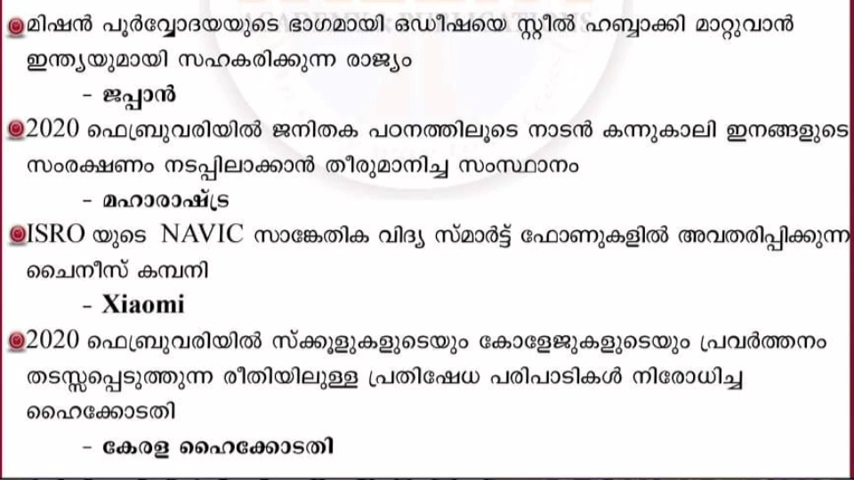 മിഷൻ പൂർവ്വോദയയുടെ ഭാഗമായി ഒഡീഷയെ സ്റ്റീൽ ഹബ്ബാക്കി മാറ്റുവാൻ
ഇന്ത്യയുമായി സഹകരിക്കുന്ന രാജ്യം
- ജപ്പാൻ
2020 ഫെബ്രുവരിയിൽ ജനിതക പഠനത്തിലൂടെ നാടൻ കന്നുകാലി ഇനങ്ങളുടെ
സംരക്ഷണം നടപ്പിലാക്കാൻ തീരുമാനിച്ച സംസ്ഥാനം
- മഹാരാഷ്ട്ര
ISRO യുടെ NAVIC സാങ്കേതിക വിദ്യ സ്മാർട്ട് ഫോണുകളിൽ അവതരിപ്പിക്കുന്ന
ചൈനീസ് കമ്പനി
- Xiaomi
2020 ഫെബ്രുവരിയിൽ സ്ക്കൂളുകളുടെയും കോളേജുകളുടെയും പ്രവർത്തനം
തടസ്സപ്പെടുത്തുന്ന രീതിയിലുള്ള പ്രതിഷേധ പരിപാടികൾ നിരോധിച്ച
ഹൈക്കോടതി
- കേരള ഹൈക്കോടതി